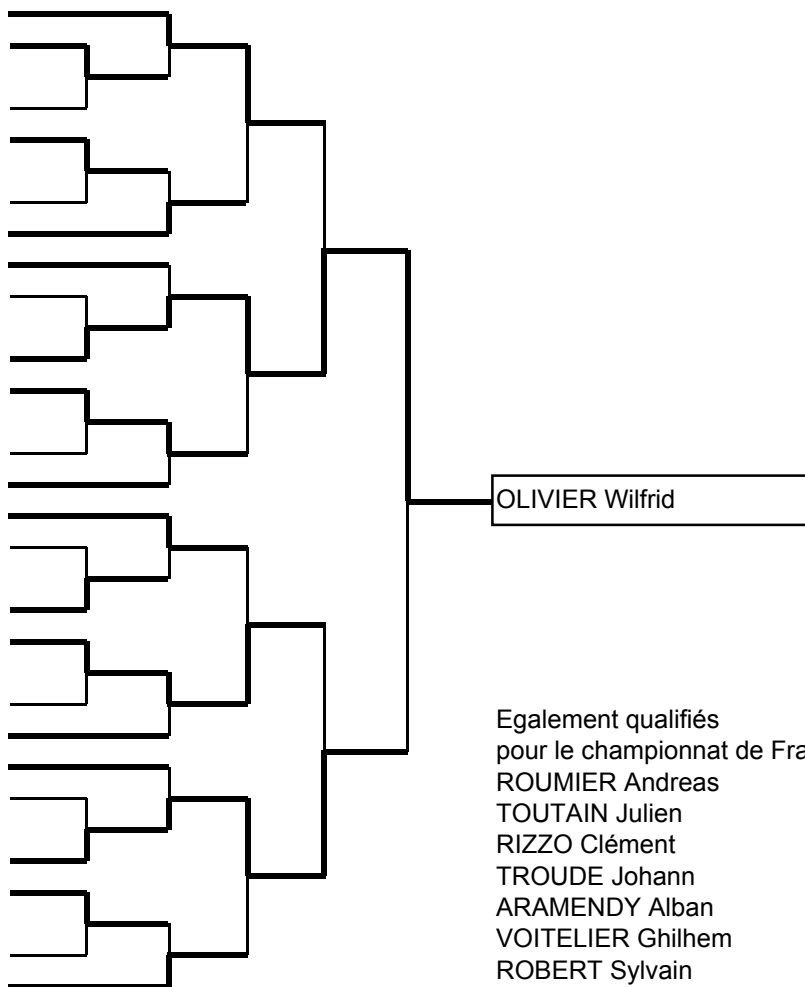 OLIVIER Wilfrid
Egalement qualifiés
pour le championnat de Fra
ROUMIER Andreas
TOUTAIN Julien
RIZZO Clément
TROUDE Johann
ARAMENDY Alban
VOITELIER Ghilhem
ROBERT Sylvain